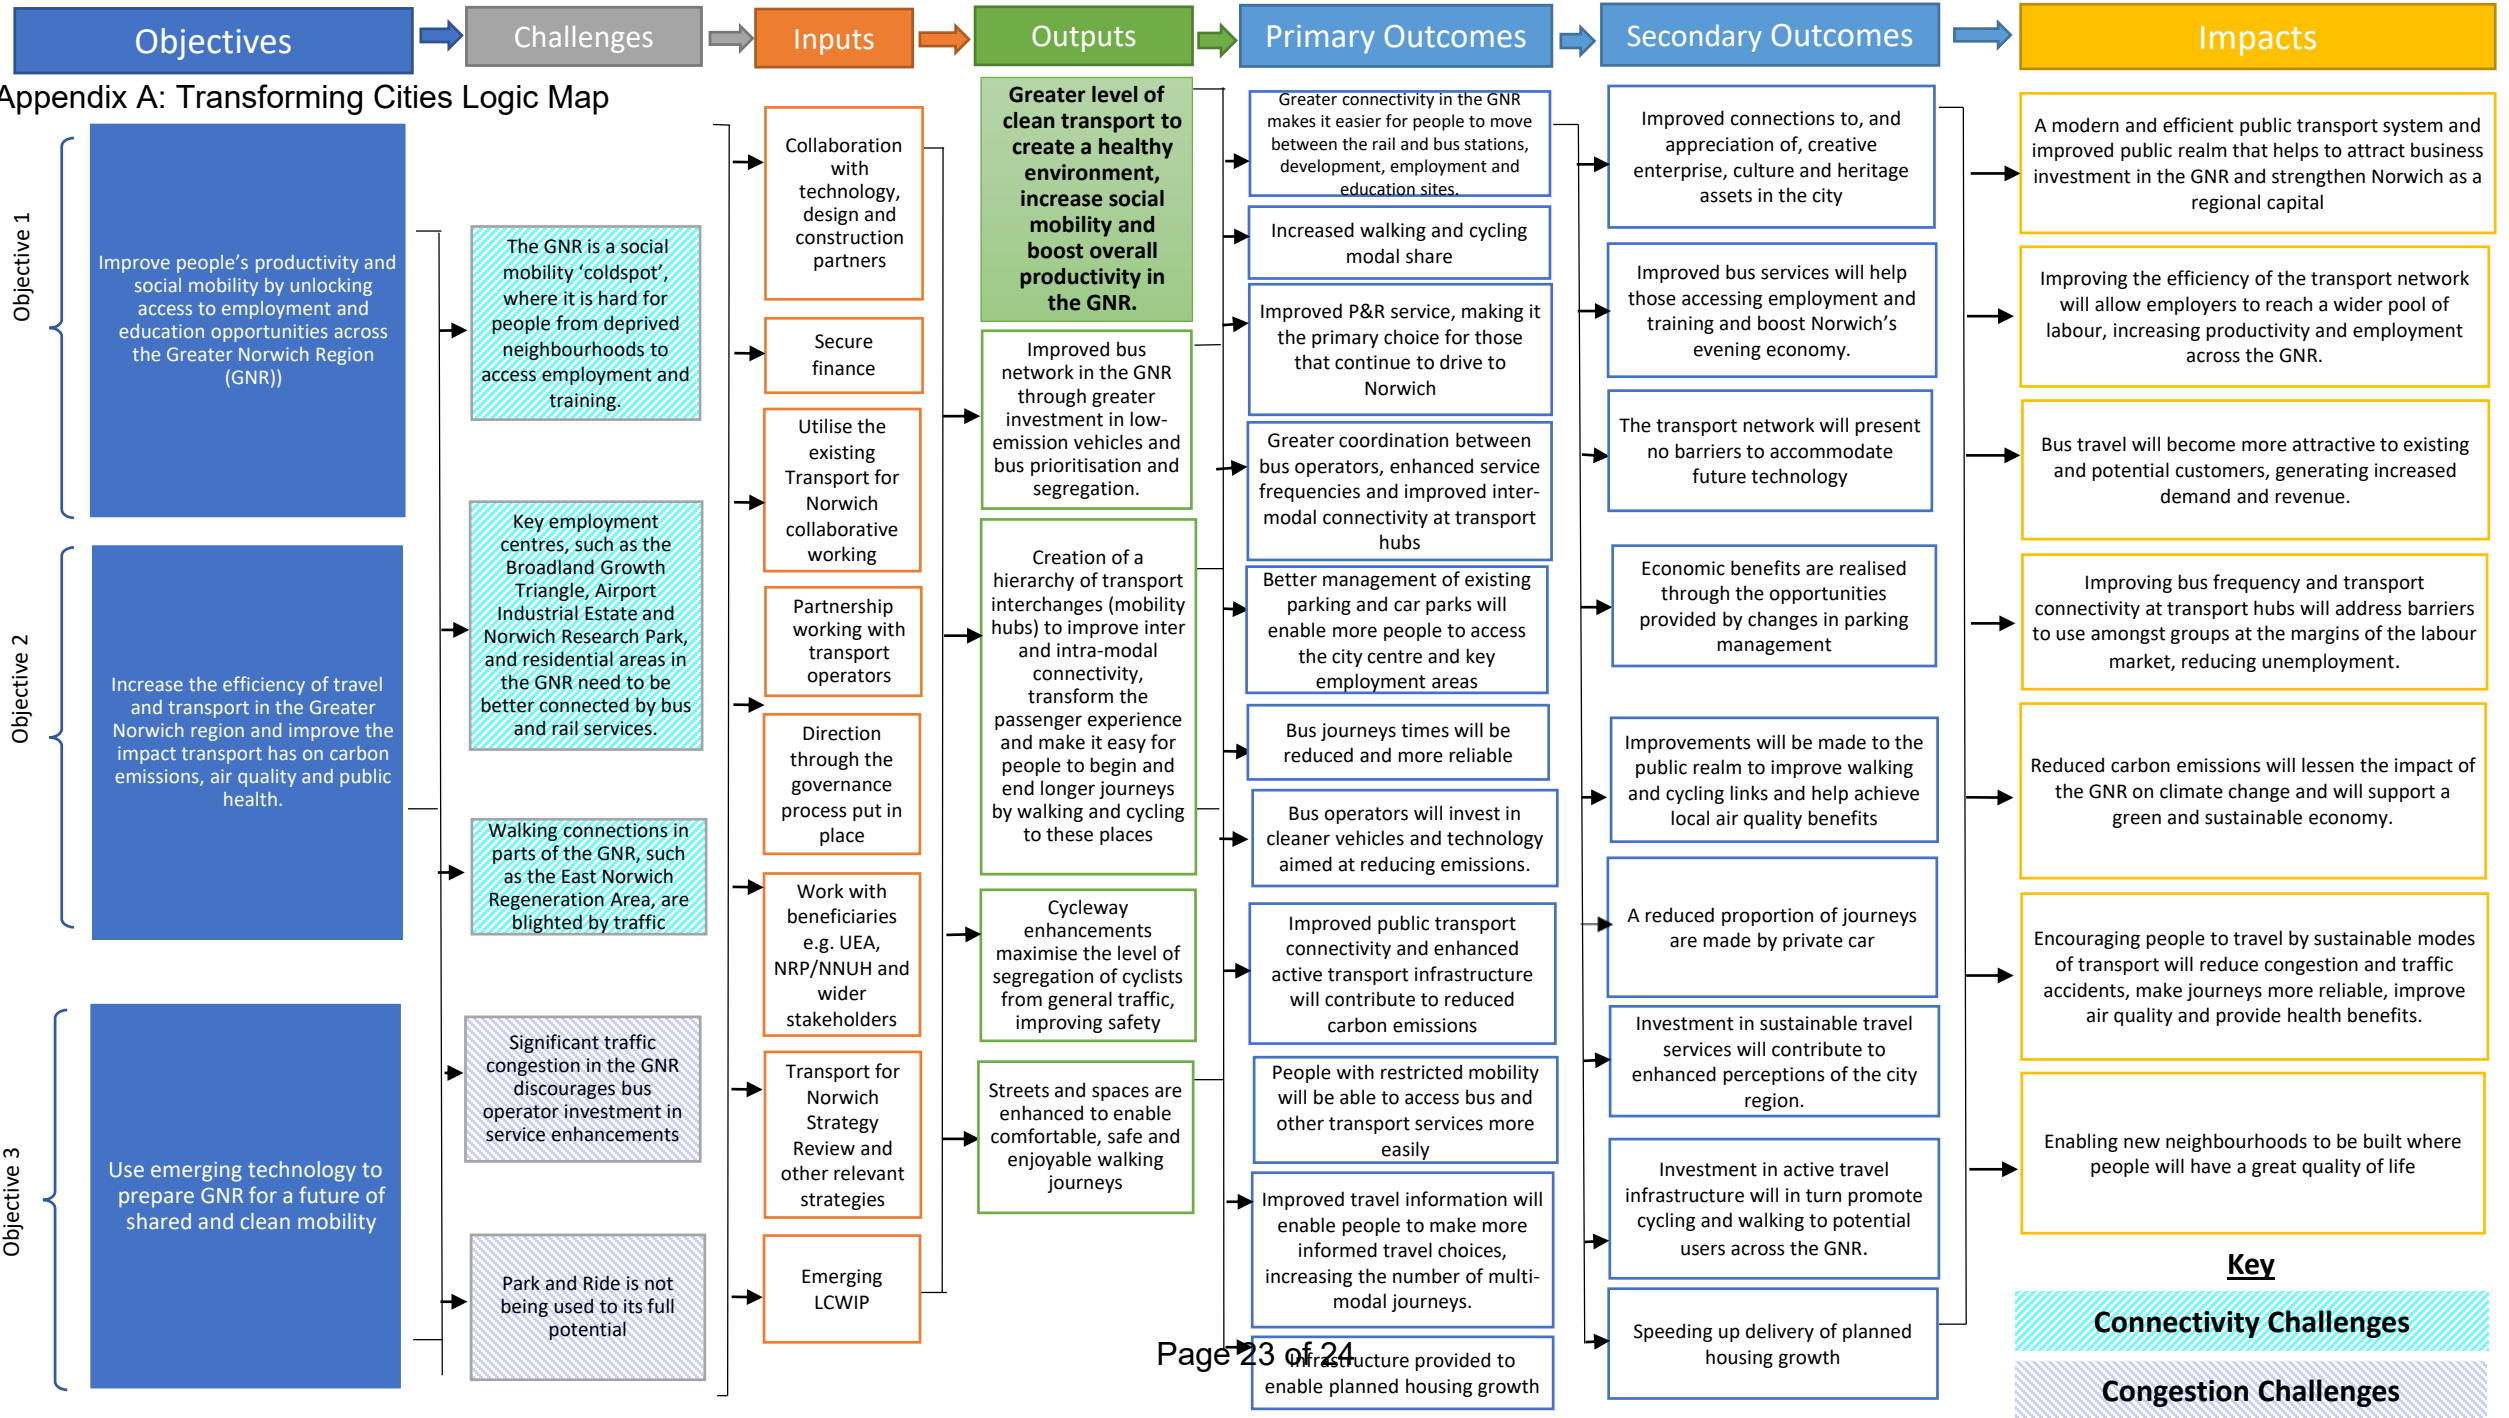 Objectives
Challenges
Inputs
Outputs
Primary Outcomes
Secondary Outcomes
Impacts
Appendix A: Transforming Cities Logic Map
Objective 1
Improve people's productivity and
social mobility by unlocking
access to employment and
education opportunities across
the Greater Norwich Region
(GNR))
Objective 2
Increase the efficiency of travel
and transport in the Greater
Norwich region and improve the
impact transport has on carbon
emissions, air quality and public
health.
Objective 3
Use emerging technology to
prepare GNR for a future of
shared and clean mobility
The GNR is a social
mobility 'coldspot',
where it is hard for
people from deprived
neighbourhoods to
access employment and
training.
Key employment
centres, such as the
Broadland Growth
Triangle, Airport
Industrial Estate and
Norwich Research Park,
and residential areas in
the GNR need to be
better connected by bus
and rail services.
Walking connections in
parts of the GNR, such
as the East Norwich
Regeneration Area, are
blighted by traffic
Significant traffic
congestion in the GNR
discourages bus
operator investment in
service enhancements
Park and Ride is not
being used to its full
potential
Collaboration
with
technology,
design and
construction
partners
Secure
finance
Utilise the
existing
Transport for
Norwich
collaborative
working
Partnership
working with
transport
operators
Direction
through the
governance
process put in
place
Work with
beneficiaries
e.g. UEA,
NRP/NNUH and
wider
stakeholders
Transport for
Norwich
Strategy
Review and
other relevant
strategies
Emerging
LCWIP
Greater level of
clean transport to
create a healthy
environment,
increase social
mobility and
boost overall
productivity in
the GNR.
Improved bus
network in the GNR
through greater
investment in low-
emission vehicles and
bus prioritisation and
segregation.
Creation of a
hierarchy of transport
interchanges (mobility
hubs) to improve inter
and intra-modal
connectivity,
transform the
passenger experience
and make it easy for
people to begin and
end longer journeys
by walking and cycling
to these places
Cycleway
enhancements
maximise the level of
segregation of cyclists
from general traffic,
improving safety
Streets and spaces are
enhanced to enable
comfortable, safe and
enjoyable walking
journeys
Greater connectivity in the GNR
makes it easier for people to move
between the rail and bus stations,
development, employment and
education sites.
Increased walking and cycling
modal share
Improved P&R service, making it
the primary choice for those
that continue to drive to
Norwich
Greater coordination between
bus operators, enhanced service
frequencies and improved inter-
modal connectivity at transport
hubs
Better management of existing
parking and car parks will
enable more people to access
the city centre and key
employment areas
Bus journeys times will be
reduced and more reliable
Bus operators will invest in
cleaner vehicles and technology
aimed at reducing emissions.
Improved public transport
connectivity and enhanced
active transport infrastructure
will contribute to reduced
carbon emissions
People with restricted mobility
will be able to access bus and
other transport services more
easily
Improved travel information will
enable people to make more
informed travel choices,
increasing the number of multi-
modal journeys.
Infrastructure provided to
enable planned housing growth
Improved connections to, and
appreciation of, creative
enterprise, culture and heritage
assets in the city
Improved bus services will help
those accessing employment and
training and boost Norwich's
evening economy.
The transport network will present
no barriers to accommodate
future technology
Economic benefits are realised
through the opportunities
provided by changes in parking
management
Improvements will be made to the
public realm to improve walking
and cycling links and help achieve
local air quality benefits
A reduced proportion of journeys
are made by private car
Investment in sustainable travel
services will contribute to
enhanced perceptions of the city
region.
Investment in active travel
infrastructure will in turn promote
cycling and walking to potential
users across the GNR.
Speeding up delivery of planned
housing growth
A modern and efficient public transport system and
improved public realm that helps to attract business
investment in the GNR and strengthen Norwich as a
regional capital
Improving the efficiency of the transport network
will allow employers to reach a wider pool of
labour, increasing productivity and employment
across the GNR.
Bus travel will become more attractive to existing
and potential customers, generating increased
demand and revenue.
Improving bus frequency and transport
connectivity at transport hubs will address barriers
to use amongst groups at the margins of the labour
market, reducing unemployment.
Reduced carbon emissions will lessen the impact of
the GNR on climate change and will support a
green and sustainable economy.
Encouraging people to travel by sustainable modes
of transport will reduce congestion and traffic
accidents, make journeys more reliable, improve
air quality and provide health benefits.
Enabling new neighbourhoods to be built where
people will have a great quality of life
Key
Connectivity Challenges
Congestion Challenges
Page 23 of 24